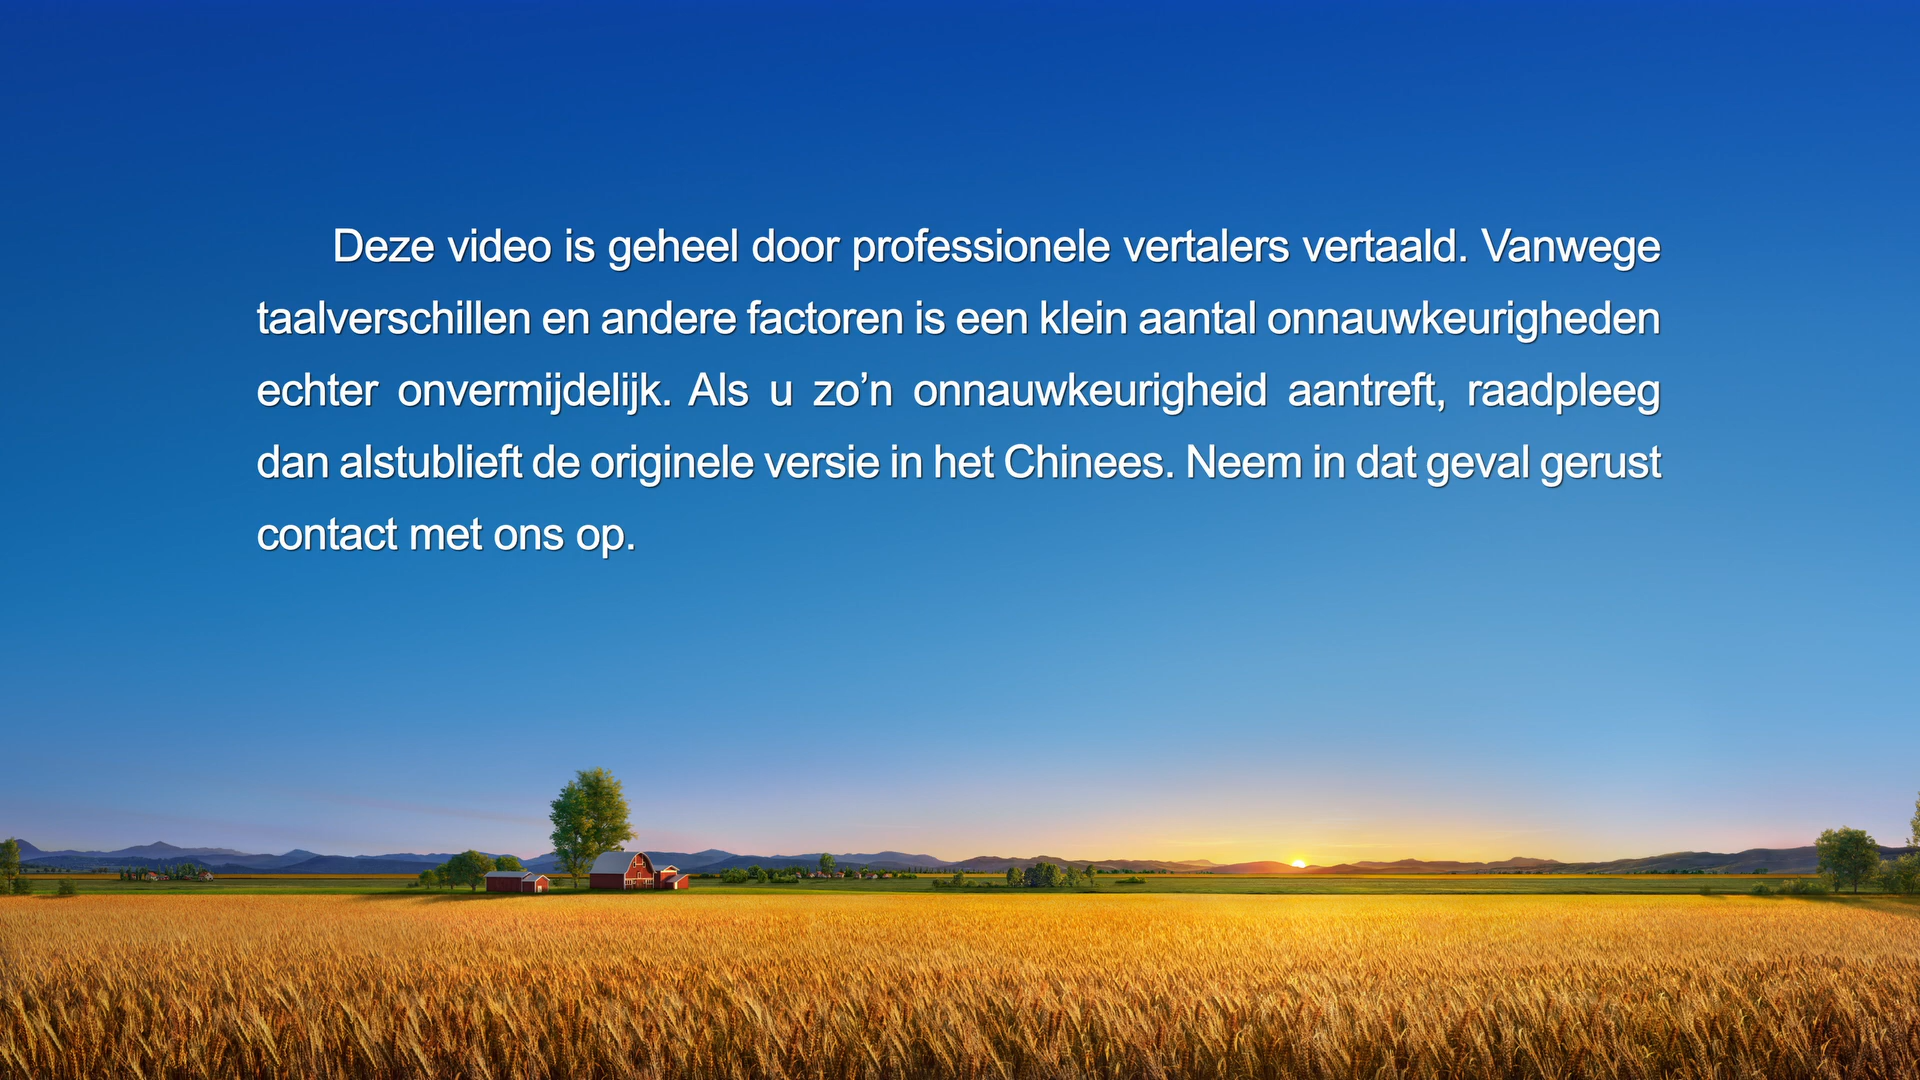 Deze video is geheel door professionele vertalers vertaald. Vanwege
taalverschillen en andere factoren is een klein aantal onnauwkeurigheden
echter onvermijdelijk. Als u zo’n onnauwkeurigheid aantreft, raadpleeg
dan alstublieft de originele versie in het Chinees. Neem in dat geval gerust
contact met ons op.